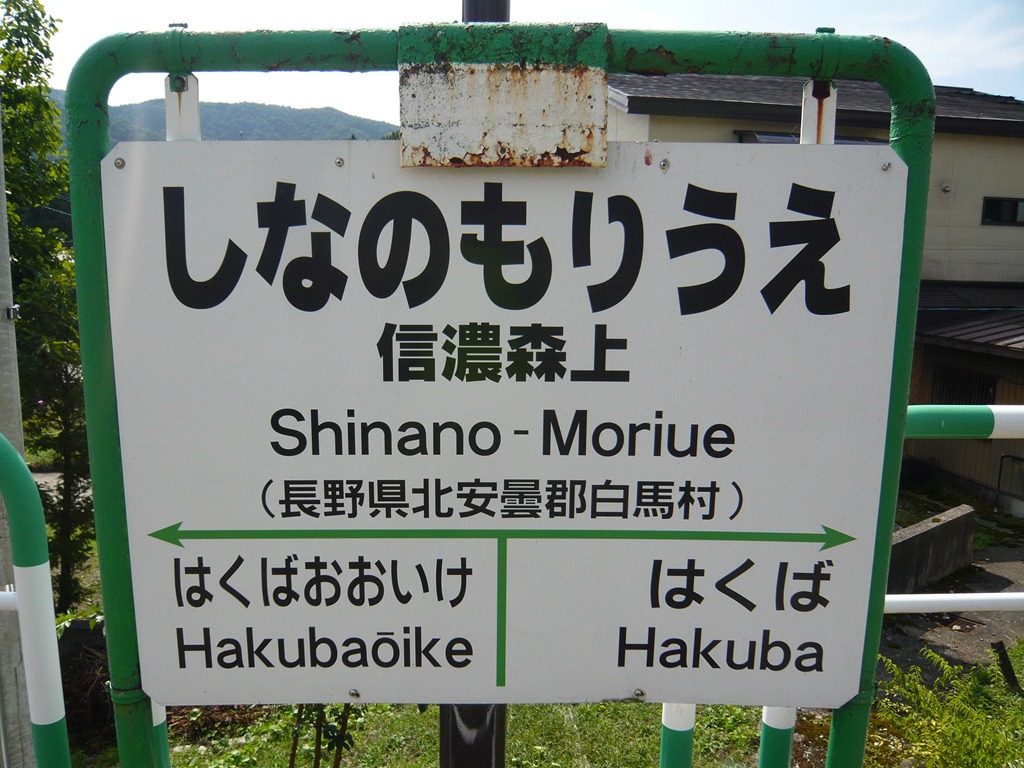 しなのもりうえ
信濃森上
Shinano - Moriue
（長野県北安曇郡白馬村）
はくばおおいけ はくば
Hakubaōike Hakuba